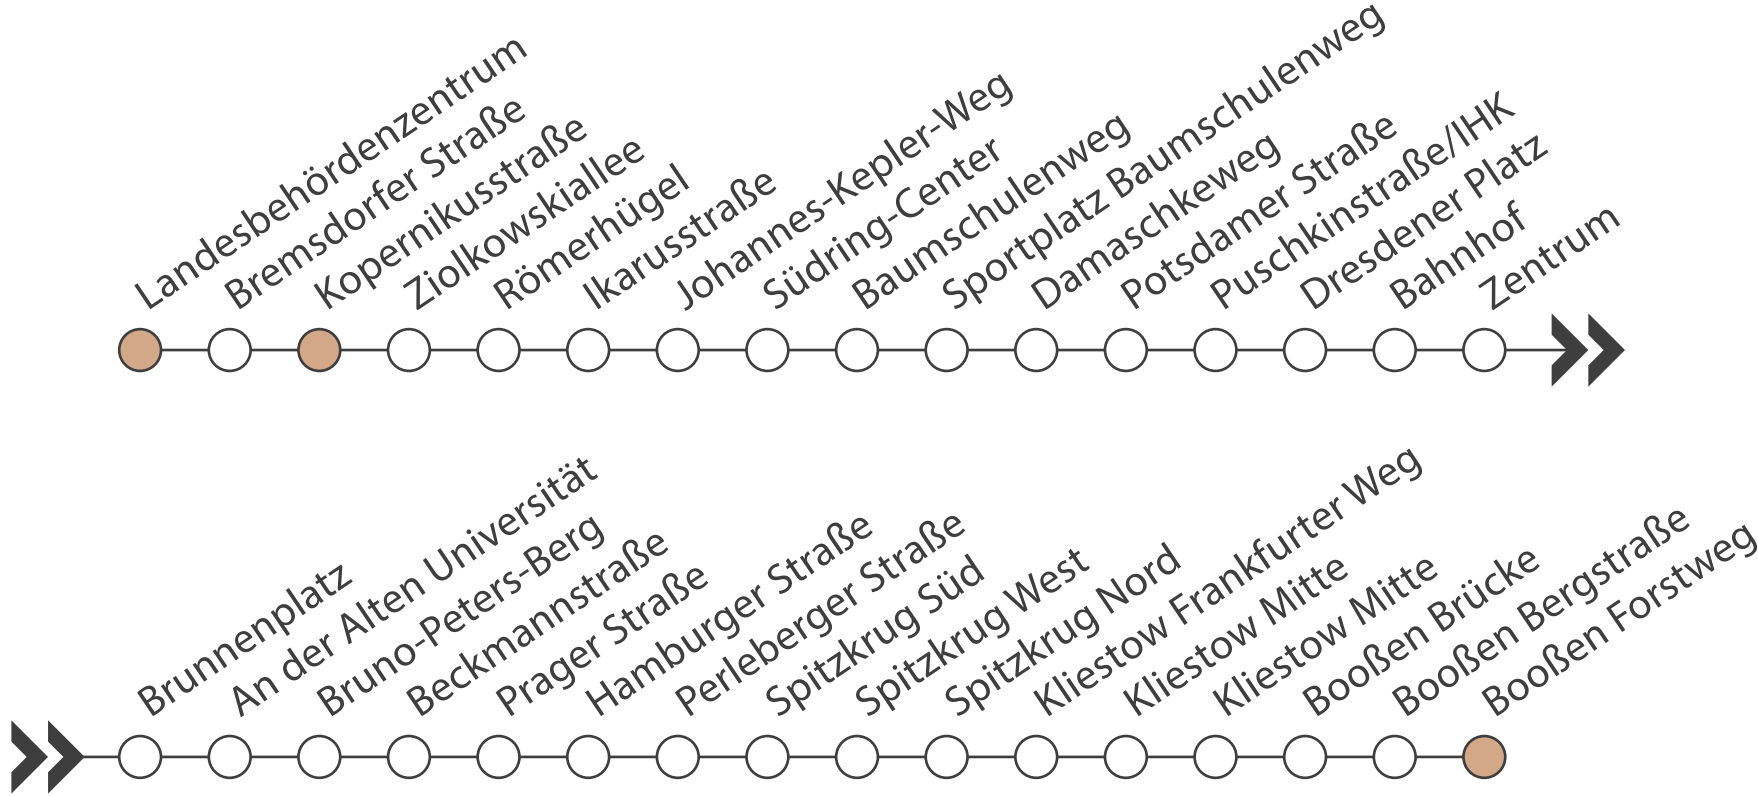 Landesbehördenzentrum
Bremsdorfer Straße
Kopernikusstraße
Ziolkowskiallee
Römerhügel
Ikarusstraße
Johannes-Kepler-Weg
Südring-Center
Baumschulenweg
Sportplatz Baumschulenweg
Damaschkeweg
Potsdamer Straße
Puschkinstraße/IHK
Dresdener Platz
Bahnhof
Zentrum
Brunnenplatz
An der Alten Universität
Bruno-Peters-Berg
Beckmannstraße
Prager Straße
Hamburger Straße
Perleberger Straße
Spitzkrug Süd
Spitzkrug West
Spitzkrug Nord
Kliestow Frankfurter Weg
Kliestow Mitte
Kliestow Mitte
Booßen Brücke
Booßen Bergstraße
Booßen Forstweg